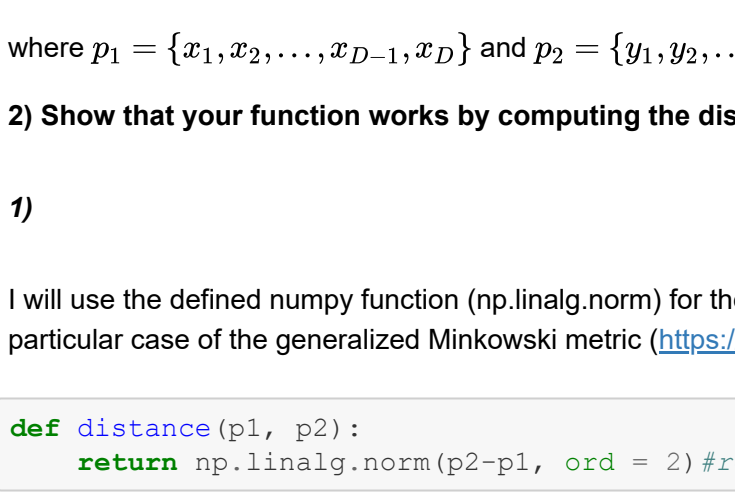 where p₁ = {x₁, x₂, . . . , x_{D−1}, x_D} and p₂ = {y₁, y₂, . .
2) Show that your function works by computing the dis
1)
I will use the defined numpy function (np.linalg.norm) for the
particular case of the generalized Minkowski metric (https:/
def distance(p1, p2):
    return np.linalg.norm(p2-p1, ord = 2)#r